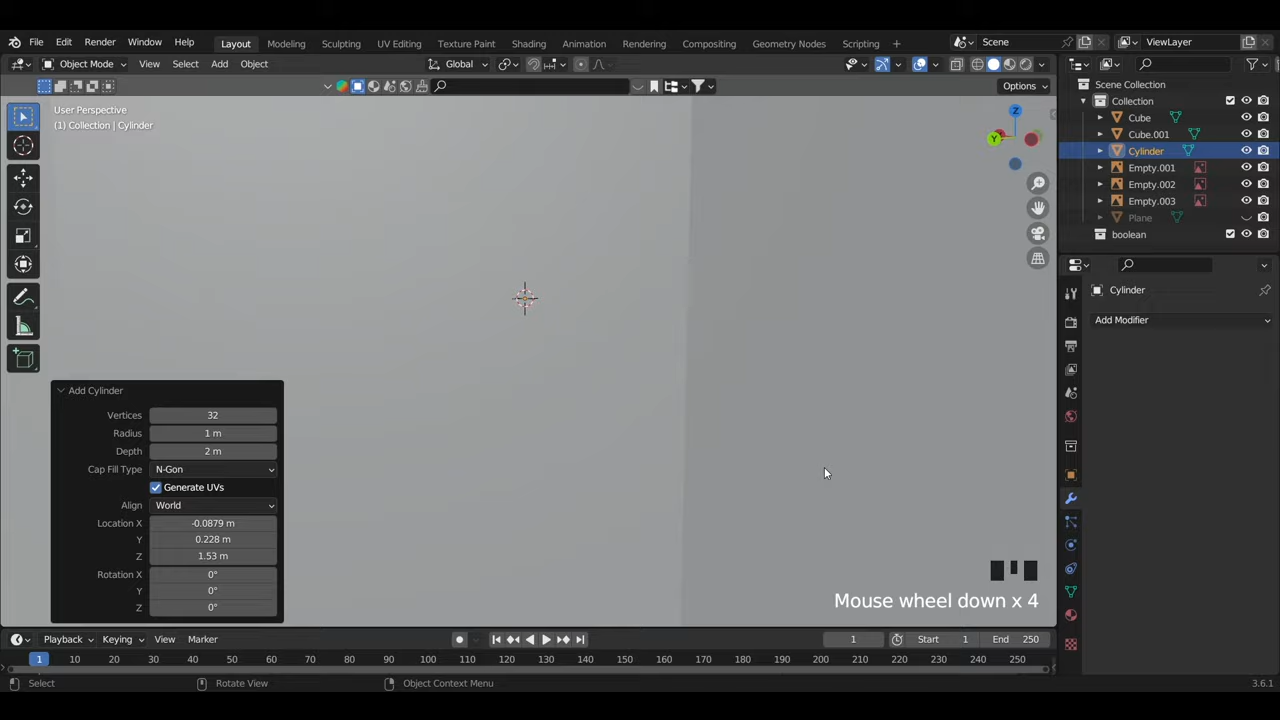 File Edit Render Window Help Layout Modeling Sculpting UV Editing Texture Paint Shading Animation Rendering Compositing Geometry Nodes Scripting + Scene ViewLayer
Object Mode View Select Add Object Global
Options
User Perspective
(1) Collection | Cylinder
Z
Y
Scene Collection
Collection
Cube
Cube.001
Cylinder
Empty.001
Empty.002
Empty.003
Plane
boolean
Cylinder
Add Modifier
Add Cylinder
Vertices 32
Radius 1 m
Depth 2 m
Cap Fill Type N-Gon
Generate UVs
Align World
Location X -0.0879 m
Y 0.228 m
Z 1.53 m
Rotation X 0°
Y 0°
Z 0°
Mouse wheel down x 4
Playback Keying View Marker 1 Start 1 End 250
1 10 20 30 40 50 60 70 80 90 100 110 120 130 140 150 160 170 180 190 200 210 220 230 240 250
Select Rotate View Object Context Menu 3.6.1